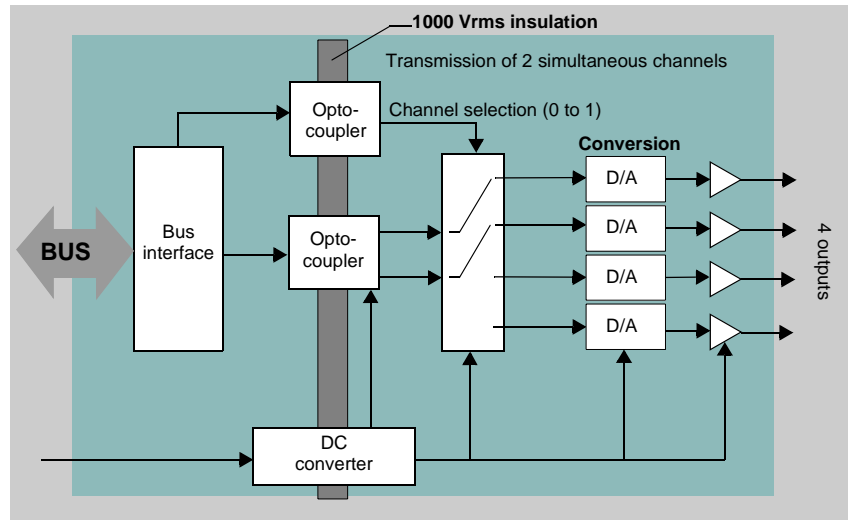 1000 Vrms insulation
Transmission of 2 simultaneous channels
Opto-
coupler
Channel selection (0 to 1)
Conversion
D/A
BUS
Bus
interface
Opto-
coupler
D/A
D/A
D/A
4 outputs
DC
converter